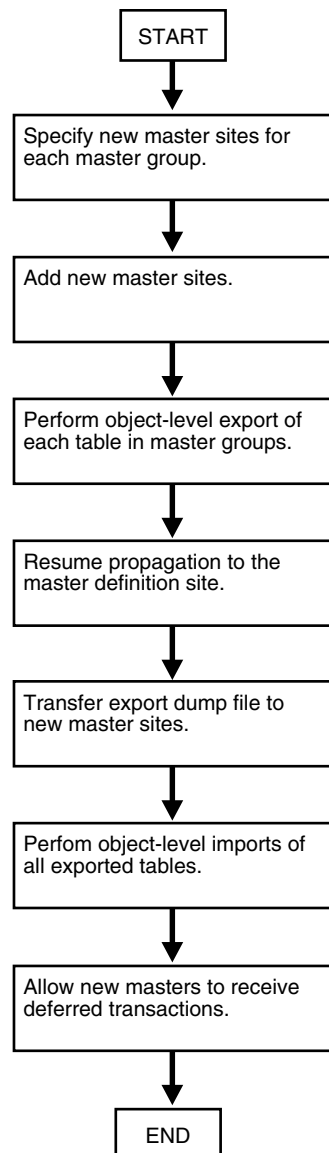 START
Specify new master sites for
each master group.
Add new master sites.
Perform object-level export of
each table in master groups.
Resume propagation to the
master definition site.
Transfer export dump file to
new master sites.
Perfom object-level imports of
all exported tables.
Allow new masters to receive
deferred transactions.
END